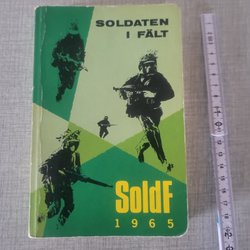 SOLDATEN
I FÄLT
SoldF
1965